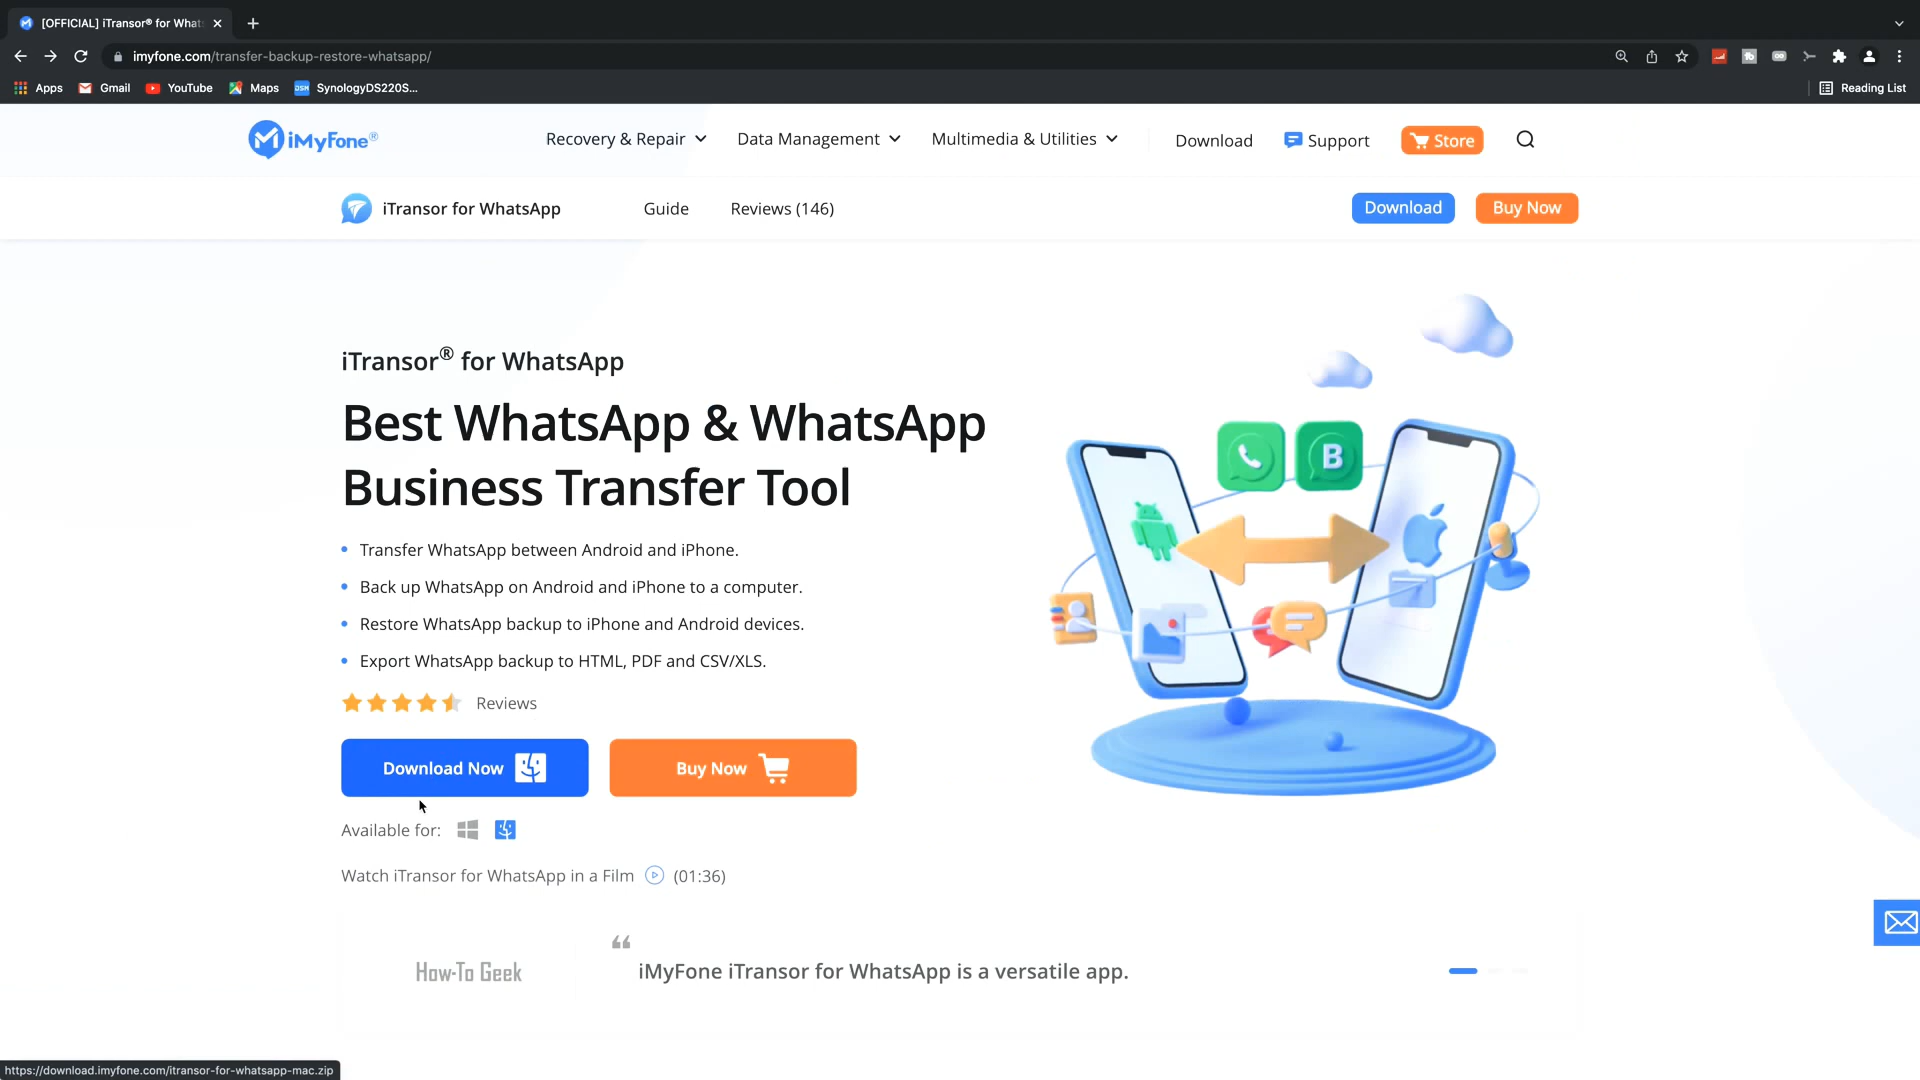 [OFFICIAL] iTransor® for What
imyfone.com/transfer-backup-restore-whatsapp/
Apps
Gmail
YouTube
Maps
DSM
SynologyDS220S...
Reading List
iMyFone®
Recovery & Repair
Data Management
Multimedia & Utilities
Download
Support
Store
iTransor for WhatsApp
Guide
Reviews (146)
Download
Buy Now
iTransor® for WhatsApp
Best WhatsApp & WhatsApp
Business Transfer Tool
Transfer WhatsApp between Android and iPhone.
Back up WhatsApp on Android and iPhone to a computer.
Restore WhatsApp backup to iPhone and Android devices.
Export WhatsApp backup to HTML, PDF and CSV/XLS.
Reviews
Download Now
Buy Now
B
Available for:
Watch iTransor for WhatsApp in a Film
(01:36)
“
How-To Geek
iMyFone iTransor for WhatsApp is a versatile app.
https://download.imyfone.com/itransor-for-whatsapp-mac.zip